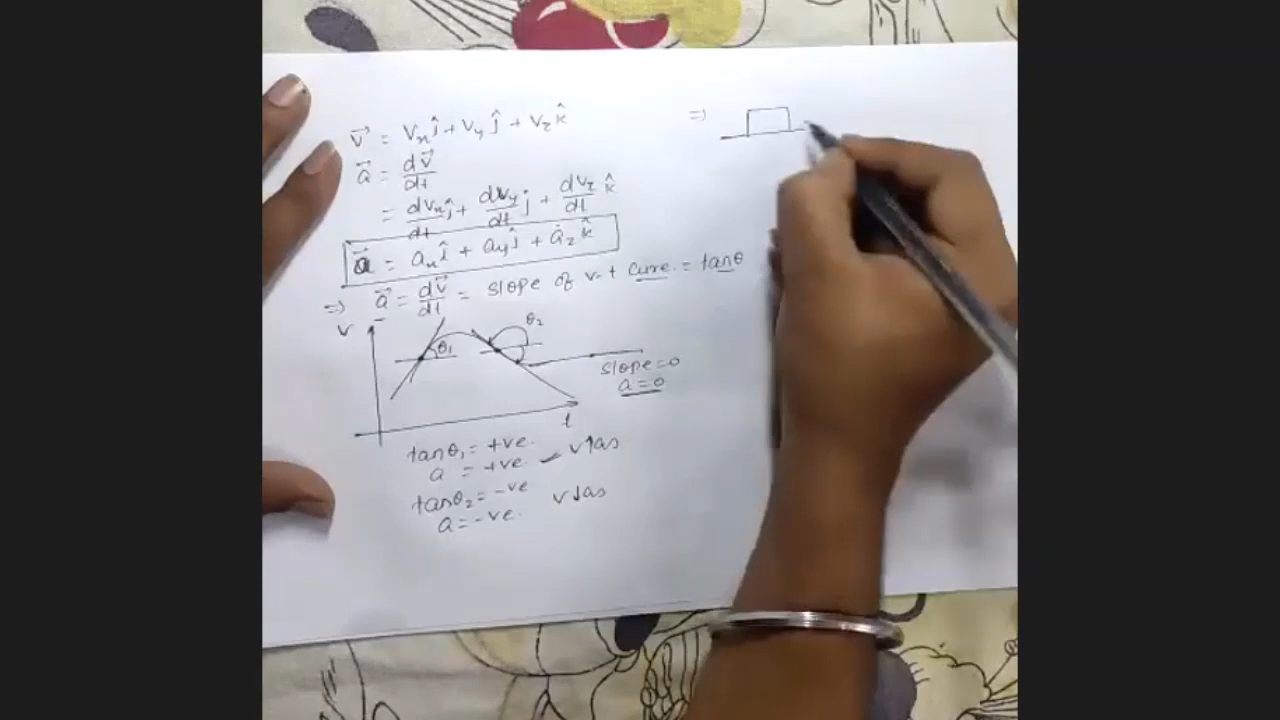 v⃗ = vₓĵ + v_y ĵ + v_z k̂
a⃗ = dv⃗/dt
= dvₓ/dt ĵ + dv_y/dt ĵ + dv_z/dt k̂
a⃗ = aₓî + a_y ĵ + a_z k̂
⇒ a⃗ = dv⃗/dt = slope of v-t curve = tanθ
v
θ₁
θ₂
slope=0
a=0
t
tanθ₁ = +ve.
a = +ve. v↑as
tanθ₂ = -ve
a = -ve. v↓as
⇒